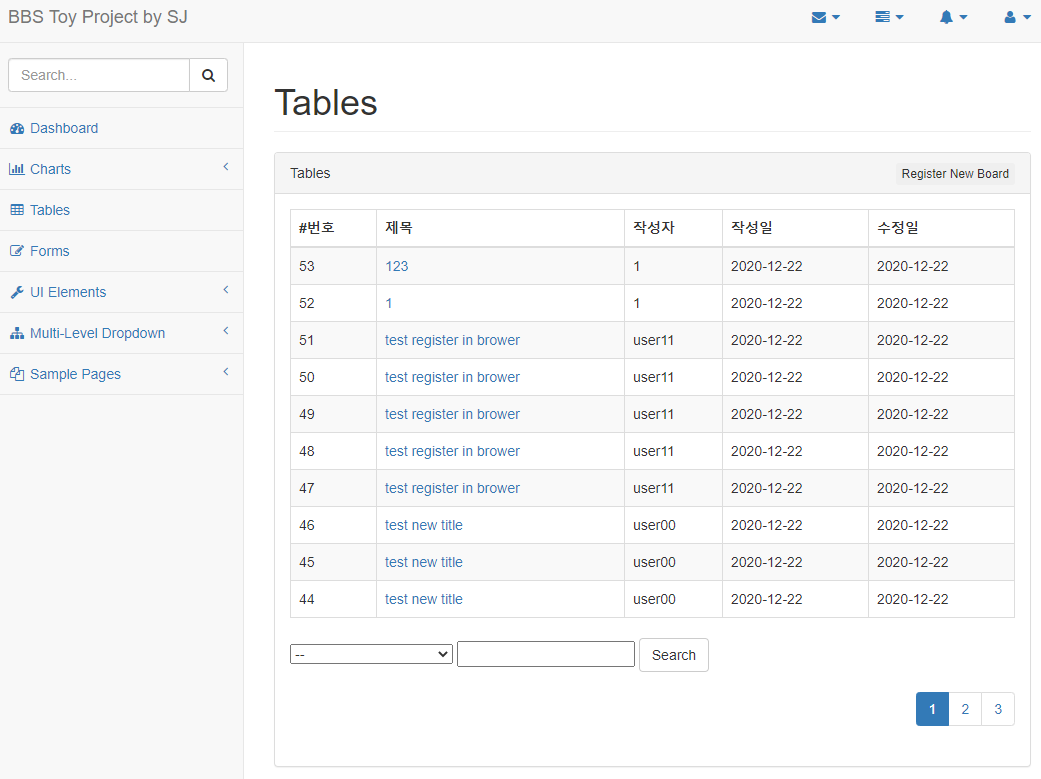 BBS Toy Project by SJ
Search...
Dashboard
Charts
Tables
Forms
UI Elements
Multi-Level Dropdown
Sample Pages
Tables
Tables Register New Board
#번호 제목 작성자 작성일 수정일
53 123 1 2020-12-22 2020-12-22
52 1 1 2020-12-22 2020-12-22
51 test register in brower user11 2020-12-22 2020-12-22
50 test register in brower user11 2020-12-22 2020-12-22
49 test register in brower user11 2020-12-22 2020-12-22
48 test register in brower user11 2020-12-22 2020-12-22
47 test register in brower user11 2020-12-22 2020-12-22
46 test new title user00 2020-12-22 2020-12-22
45 test new title user00 2020-12-22 2020-12-22
44 test new title user00 2020-12-22 2020-12-22
-- Search
1 2 3